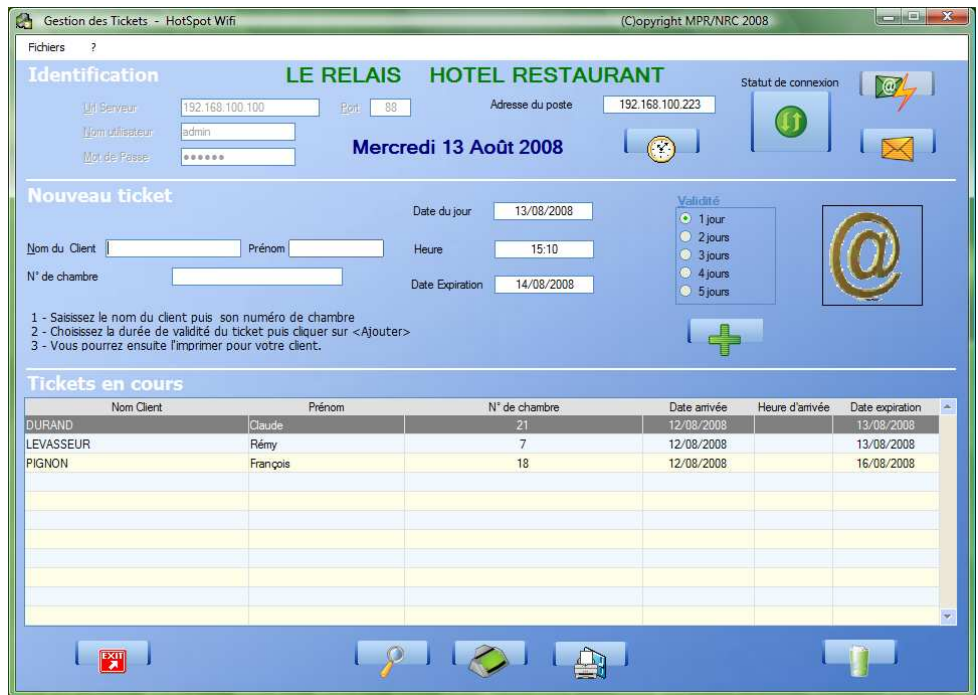 Gestion des Tickets - HotSpot Wifi (C)opyright MPR/NRC 2008
Fichiers ?
Identification LE RELAIS HOTEL RESTAURANT Statut de connexion
Url Serveur 192.168.100.100 Port 88 Adresse du poste 192.168.100.223
Nom utilisateur admin
Mot de Passe ●●●●●● Mercredi 13 Août 2008
Nouveau ticket Validité
Date du jour 13/08/2008 1 jour
2 jours
Nom du Client Prénom Heure 15:10 3 jours
N° de chambre Date Expiration 14/08/2008 4 jours
5 jours
1 - Saisissez le nom du client puis son numéro de chambre
2 - Choisissez la durée de validité du ticket puis cliquer sur <Ajouter>
3 - Vous pourrez ensuite l'imprimer pour votre client.
Tickets en cours
Nom Client Prénom N° de chambre Date arrivée Heure d'arrivée Date expiration
DURAND Claude 21 12/08/2008 13/08/2008
LEVASSEUR Rémy 7 12/08/2008 13/08/2008
PIGNON François 18 12/08/2008 16/08/2008
EXIT